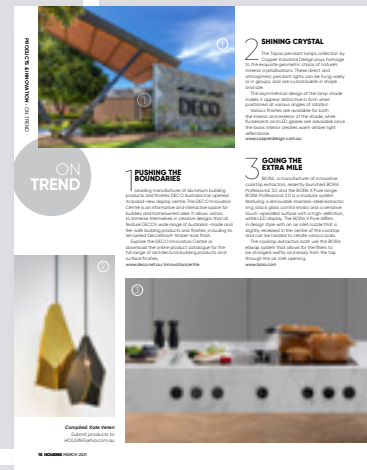 PRODUCTS & INNOVATION ON TREND
DECO
1
1
2 SHINING CRYSTAL
The Topaz pendant lamps collection by
Copper Industrial Design pays homage
to the exquisite geometric chaos of nature's
mineral crystallisations. These direct and
atmospheric pendant lights can be hung solely
or in groups, and are customisable in shape
and size.
The asymmetrical design of the lamp shade
makes it appear distinctive in form when
positioned at various angles of rotation.
Various finishes are available for both
the interior and exterior of the shade, while
fluorescent and LED globes are advisable since
the brass interior creates warm amber light
reflectance.
www.copperdesign.com
ON
TREND
1 PUSHING THE
BOUNDARIES
Leading manufacturer of aluminium building
products and finishes, DECO Australia has opened
its brand-view display centre. The DECO Innovation
Centre is an informative and interactive space for
builders and homeowners alike. It allows visitors
to immerse themselves in creative designs that all
feature DECO's wide range of Australian-made and
fire-safe building products and finishes, including its
renowned DecoWood® timber-look finish.
Explore the DECO Innovation Centre or
download the online product catalogue for the
full range of architectural building products and
surface finishes.
www.deco.net.au/innovationcentre
3 GOING THE
EXTRA MILE
BORA, a manufacturer of innovative
cooktop extractors, recently launched BORA
Professional 3.0 and the BORA X Pure range.
BORA Professional 3.0 is a modular system
featuring a removable stainless-steel extractor
ring, black glass control knobs and a sensitive
touch-operated surface with a high-definition,
white LED display. The BORA X Pure differs
in design style with an air inlet nozzle that is
slightly recessed in the centre of the cooktop
and can be twisted to create various looks.
The cooktop extractors both use the BORA
eSwap system that allows for the filters to
be changed swiftly and easily from the top
through the air inlet opening.
www.bora.com
2
3
Compiled: Kate Veteri
Submit products to
HOUSING@hia.com.au
10 HOUSING MARCH 2021